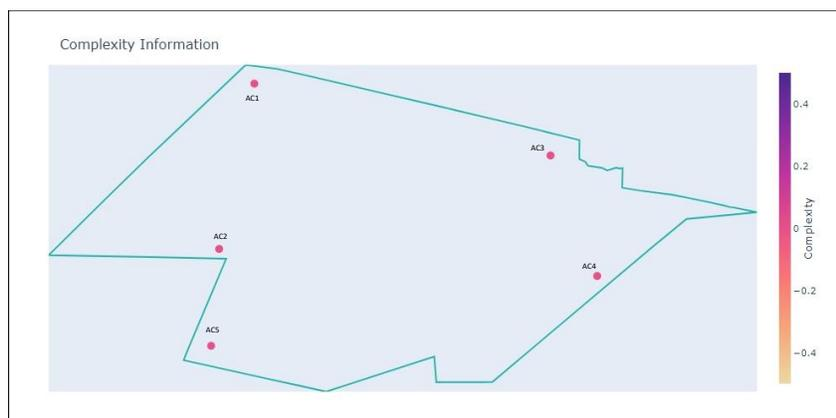 Complexity Information
AC1
AC3
AC2
AC4
AC5
0.4
0.2
0
−0.2
−0.4
Complexity